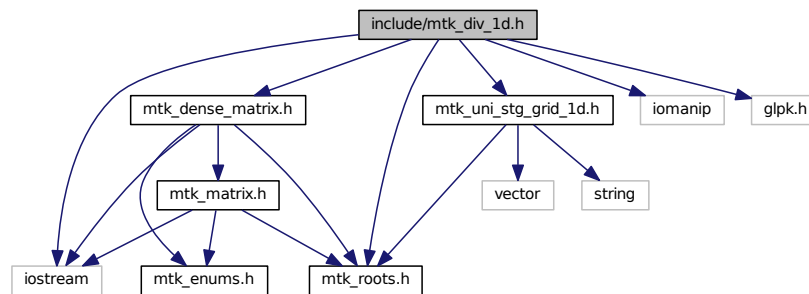 include/mtk_div_1d.h
mtk_dense_matrix.h
mtk_uni_stg_grid_1d.h
iomanip
glpk.h
mtk_matrix.h
vector
string
iostream
mtk_enums.h
mtk_roots.h